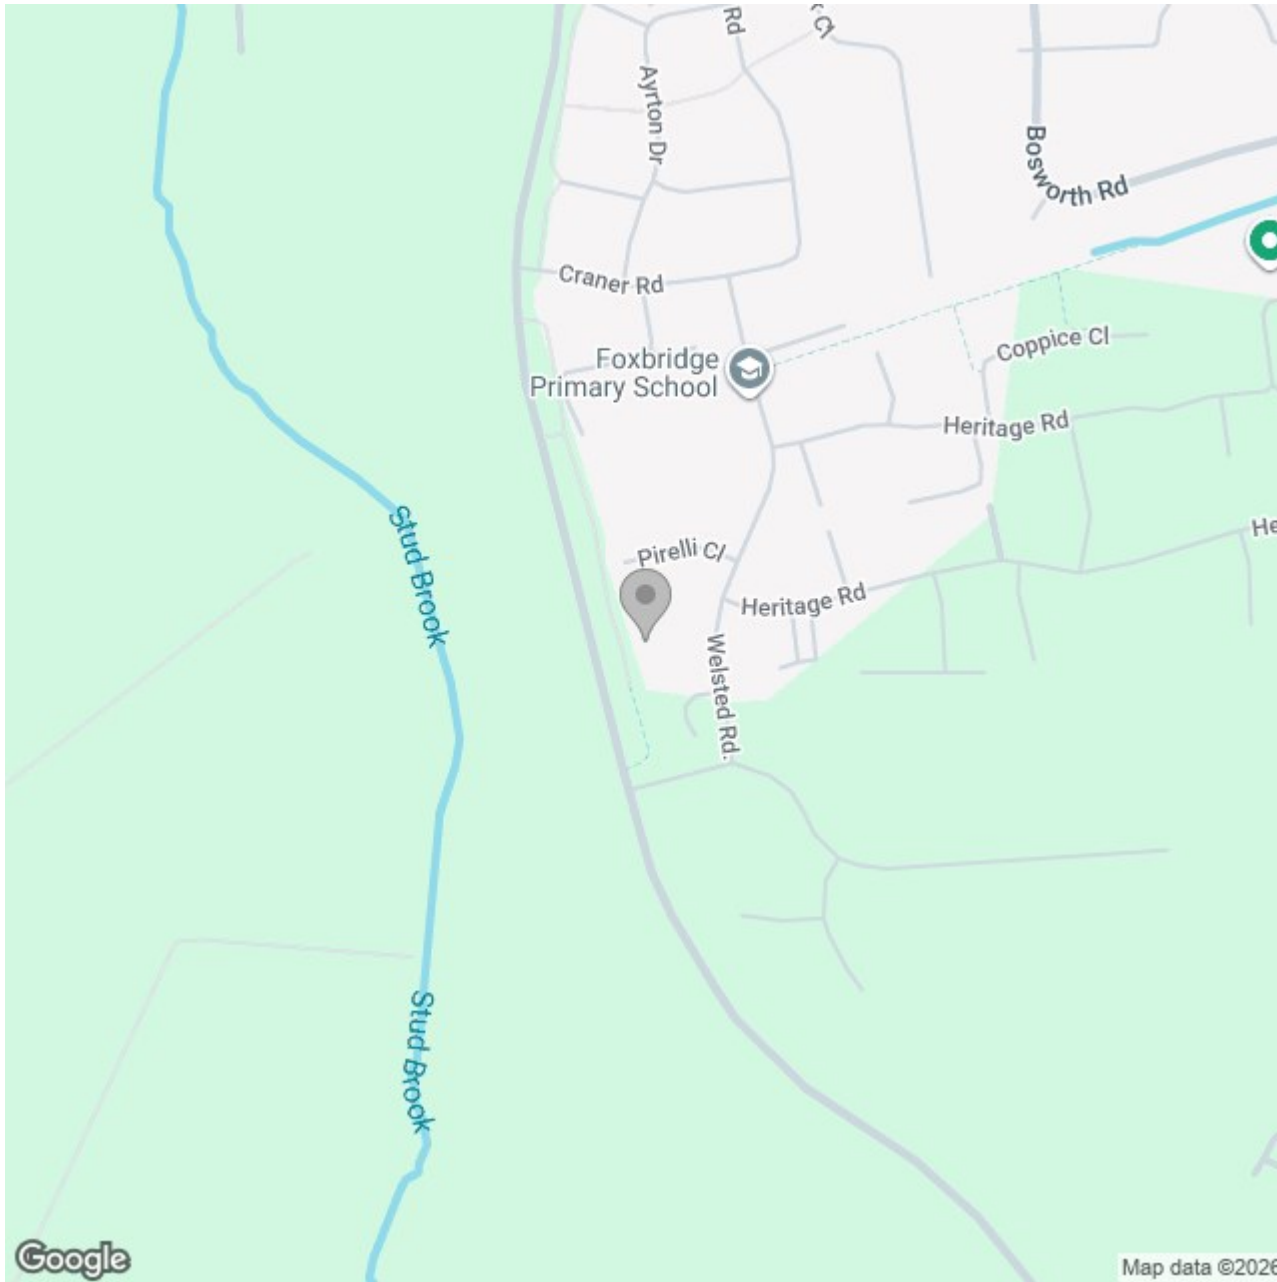 Rd
Ayrton Dr
Bosworth Rd
Craner Rd
Coppice Cl
Foxbridge
Primary School
Heritage Rd
Stud Brook
Pirelli Cl
Heritage Rd
Welsted Rd.
Stud Brook
Google
Map data ©2026